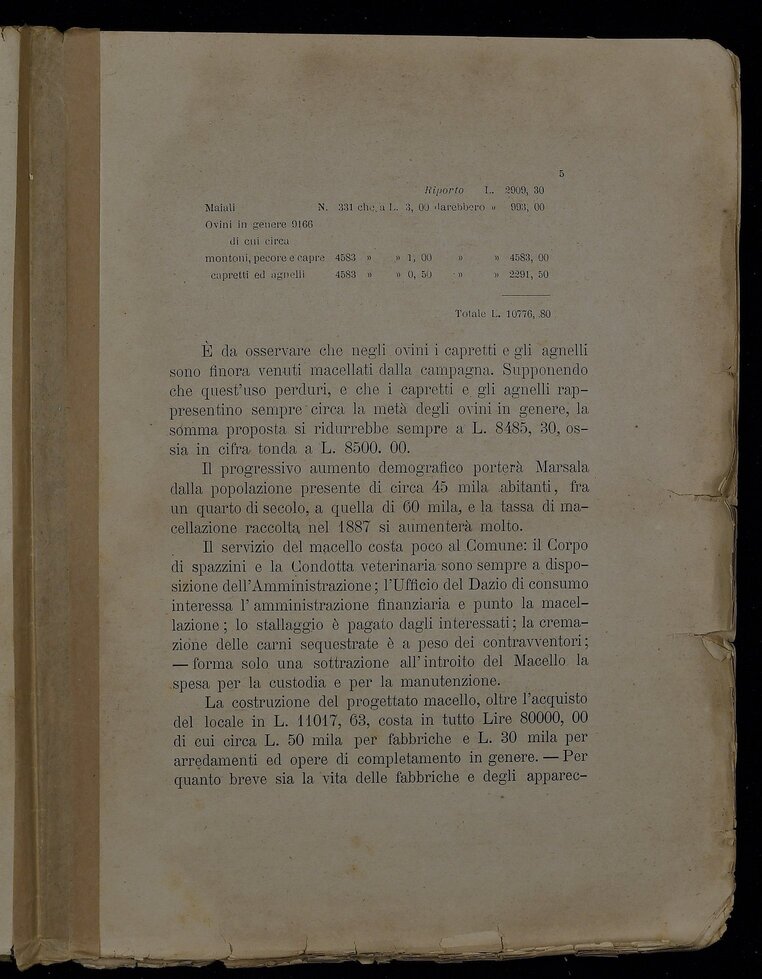 5
Riporto L. 2909, 30
Maiali N. 331 che a L. 3, 00 darebbero » 993, 00
Ovini in genere 9166
di cui circa
montoni, pecore e capre 4583 » » 1, 00 » » 4583, 00
capretti ed agnelli 4583 » » 0, 50 » » 2291, 50
Totale L. 10776, 80
È da osservare che negli ovini i capretti e gli agnelli
sono finora venuti macellati dalla campagna. Supponendo
che quest'uso perduri, e che i capretti e gli agnelli rap-
presentino sempre circa la metà degli ovini in genere, la
somma proposta si ridurrebbe sempre a L. 8485, 30, os-
sia in cifra tonda a L. 8500. 00.
Il progressivo aumento demografico porterà Marsala
dalla popolazione presente di circa 45 mila abitanti, fra
un quarto di secolo, a quella di 60 mila, e la tassa di ma-
cellazione raccolta nel 1887 si aumenterà molto.
Il servizio del macello costa poco al Comune: il Corpo
di spazzini e la Condotta veterinaria sono sempre a dispo-
sizione dell'Amministrazione; l'Ufficio del Dazio di consumo
interessa l'amministrazione finanziaria e punto la macel-
lazione; lo stallaggio è pagato dagli interessati; la crema-
zione delle carni sequestrate è a peso dei contravventori;
— forma solo una sottrazione all'introito del Macello la
spesa per la custodia e per la manutenzione.
La costruzione del progettato macello, oltre l'acquisto
del locale in L. 11017, 63, costa in tutto Lire 80000, 00
di cui circa L. 50 mila per fabbriche e L. 30 mila per
arredamenti ed opere di completamento in genere. — Per
quanto breve sia la vita delle fabbriche e degli apparec-